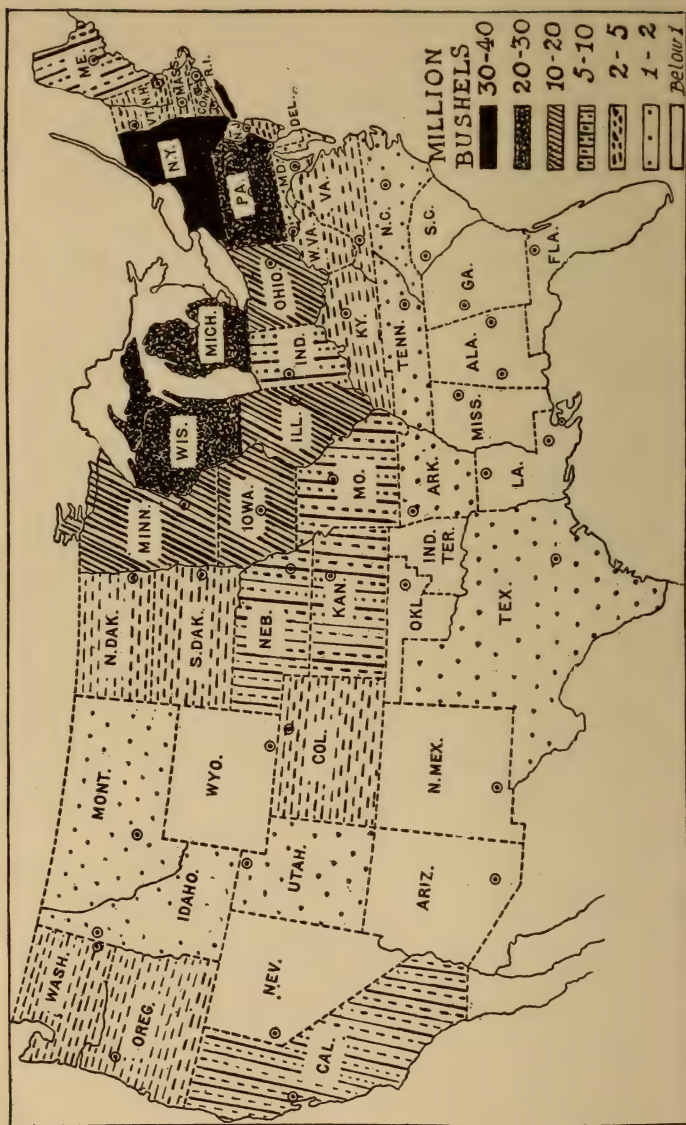 ME.
VT.
N.H.
MASS.
CONN.
R.I.
N.Y.
PA.
N.J.
DEL.
MD.
W.VA.
VA.
OHIO.
MICH.
IND.
WIS.
ILL.
KY.
TENN.
N.C.
S.C.
GA.
FLA.
ALA.
MISS.
LA.
ARK.
MO.
IOWA.
MINN.
N.DAK.
S.DAK.
NEB.
KAN.
OKL.
IND.
TER.
TEX.
MONT.
WYO.
COL.
N.MEX.
IDAHO.
UTAH.
ARIZ.
WASH.
OREG.
NEV.
CAL.
MILLION
BUSHELS
30-40
20-30
10-20
5-10
2-5
1-2
Below 1